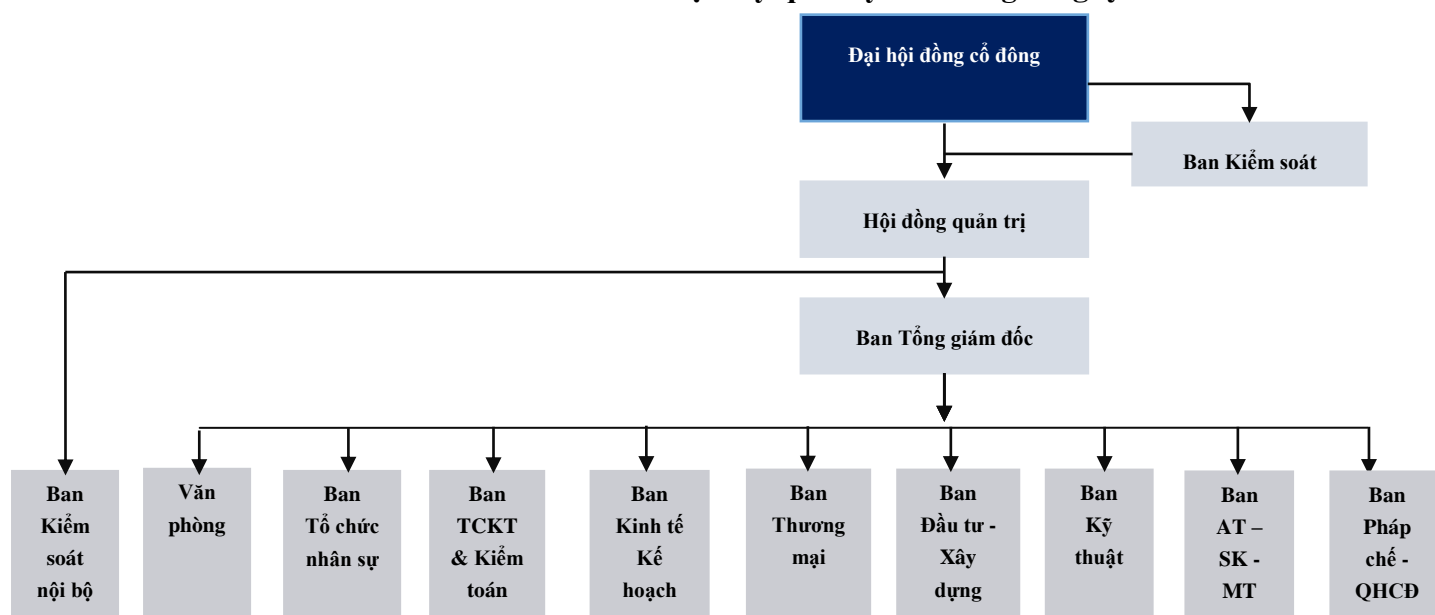 Đại hội đồng cổ đông
Ban Kiểm soát
Hội đồng quản trị
Ban Tổng giám đốc
Ban
Kiểm
soát
nội bộ
Văn
phòng
Ban
Tổ chức
nhân sự
Ban
TCKT
& Kiểm
toán
Ban
Kinh tế
Kế
hoạch
Ban
Thương
mại
Ban
Đầu tư -
Xây
dựng
Ban
Kỹ
thuật
Ban
AT –
SK -
MT
Ban
Pháp
chế -
QHCĐ